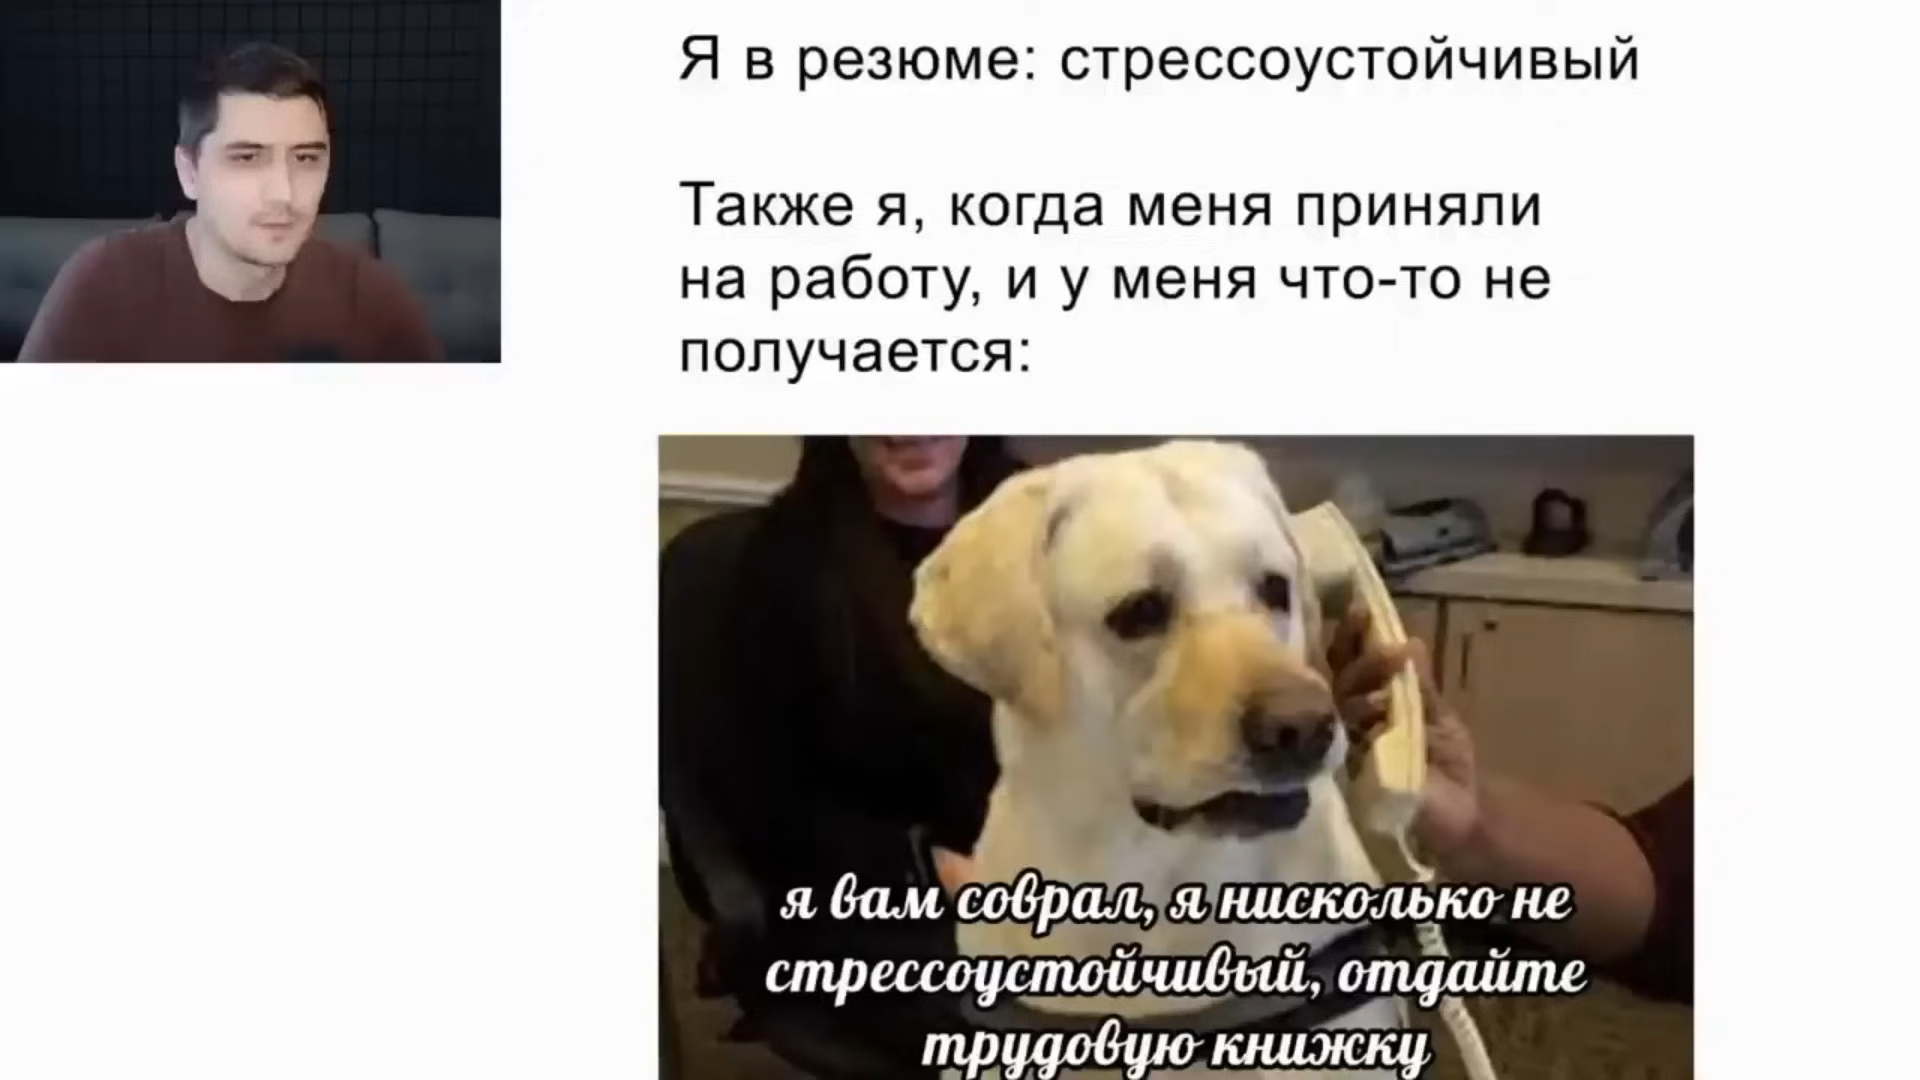 Я в резюме: стрессоустойчивый
Также я, когда меня приняли
на работу, и у меня что-то не
получается:
я вам соврал, я нисколько не
стрессоустойчивый, отдайте
трудовую книжку